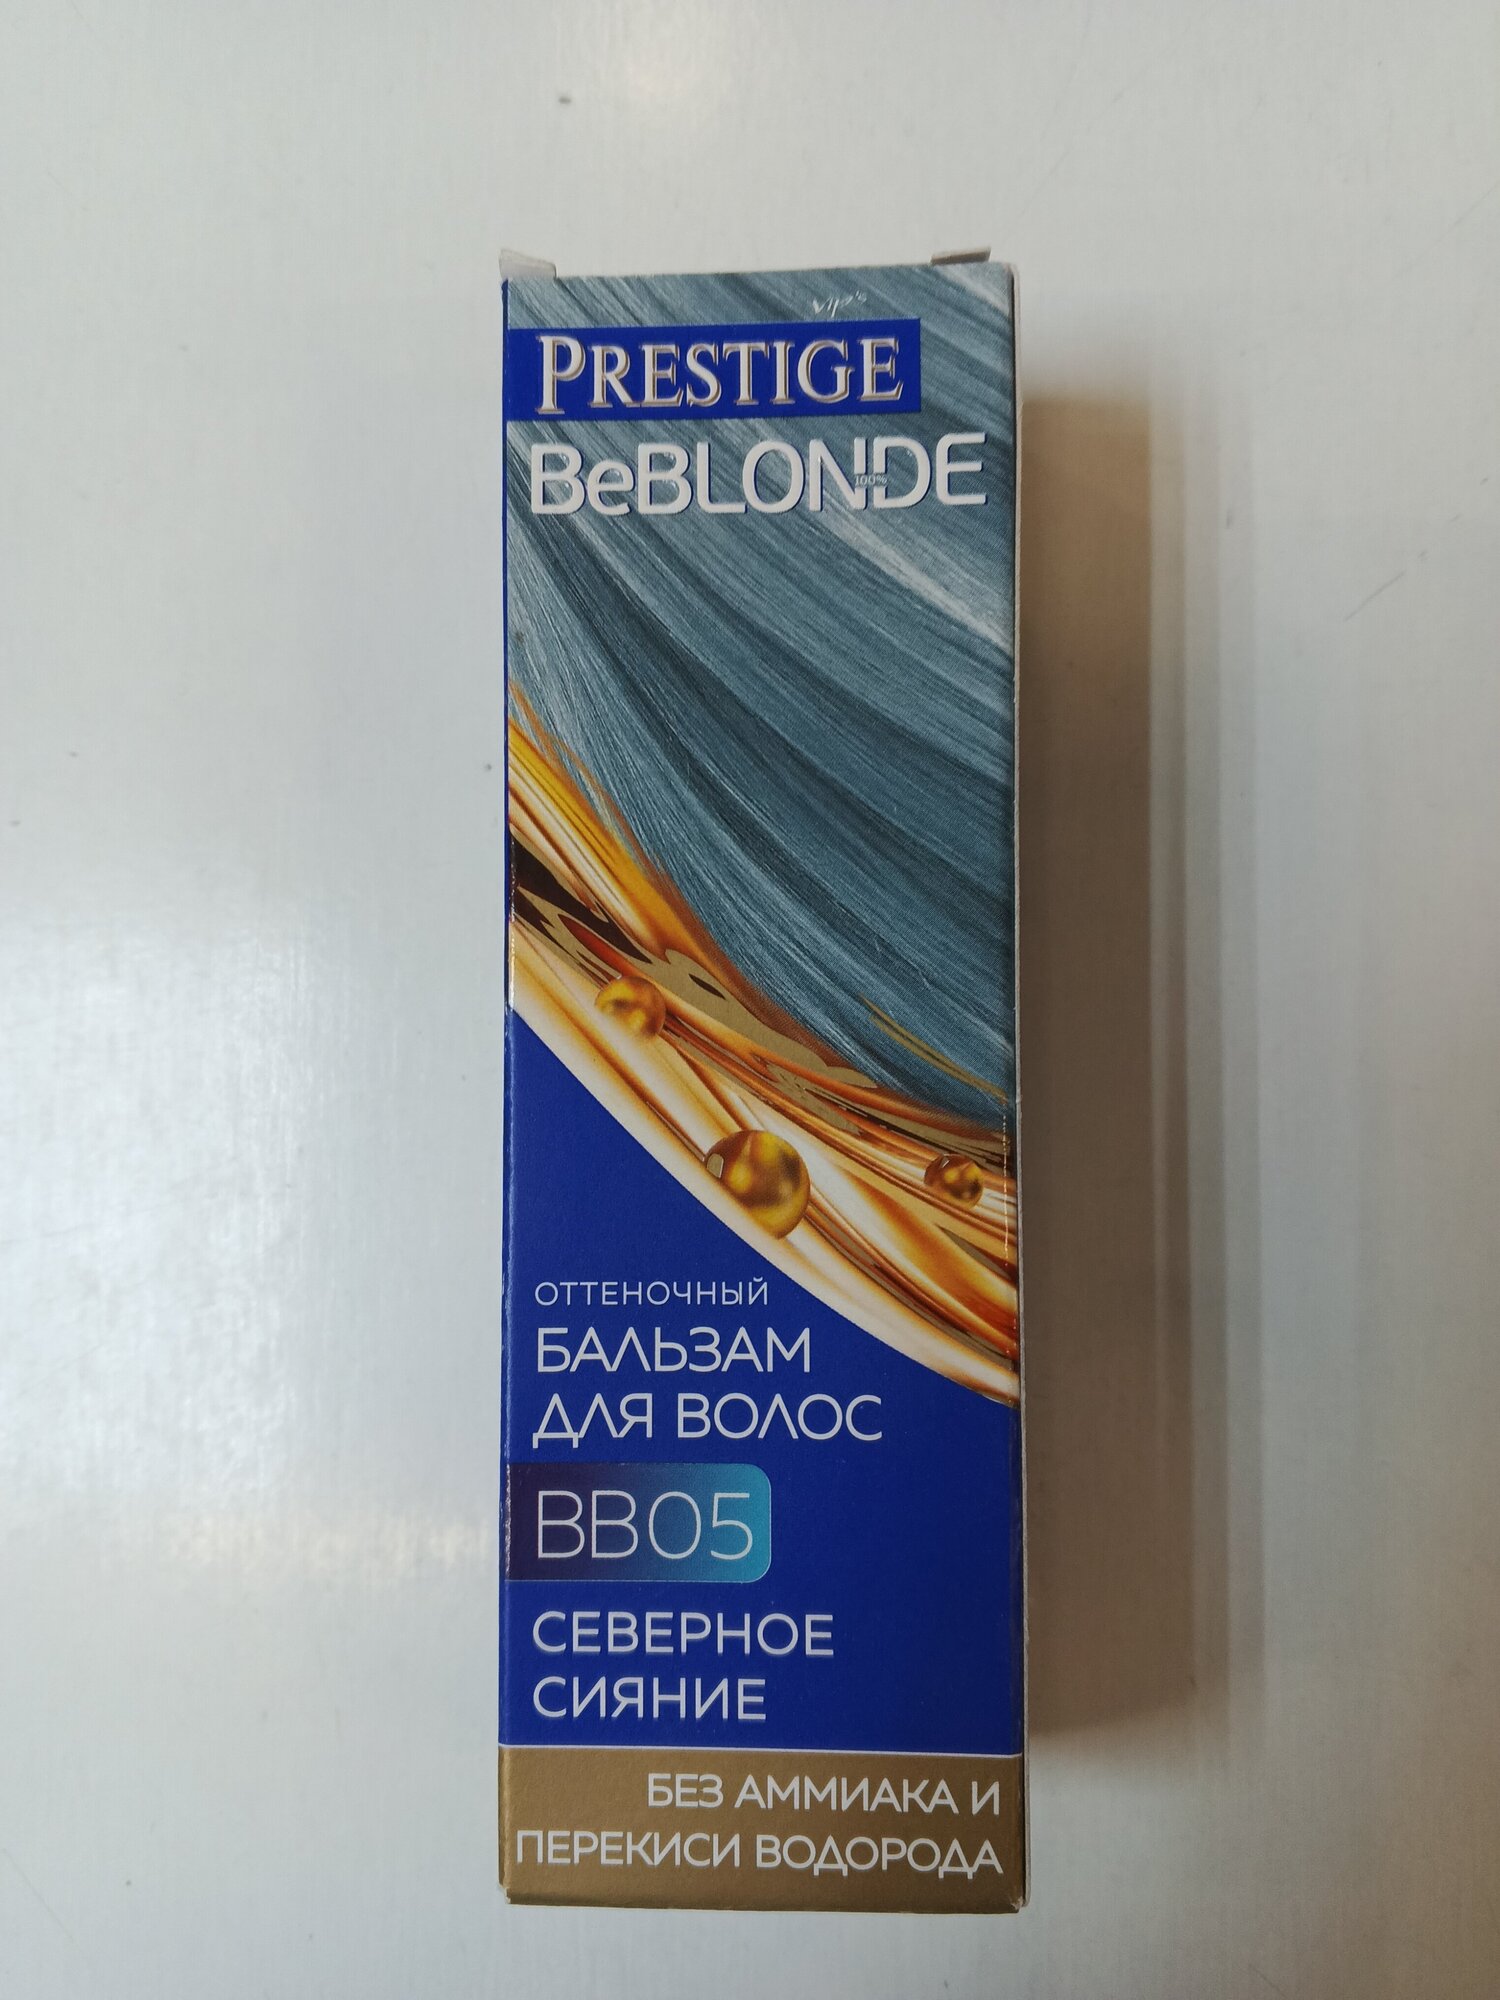 Vip's
PRESTIGE
BeBLONDE
100%
ОТТЕНОЧНЫЙ
БАЛЬЗАМ
ДЛЯ ВОЛОС
BB05
СЕВЕРНОЕ
СИЯНИЕ
БЕЗ АММИАКА И
ПЕРЕКИСИ ВОДОРОДА